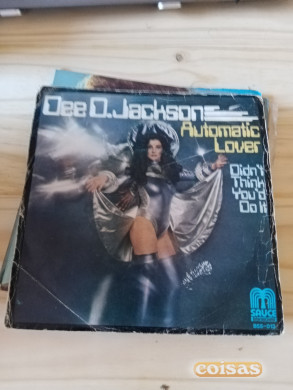 Dee D. Jackson
Automatic
Lover
Didn't
Think
You'd
Do it
SAUCE
coisas